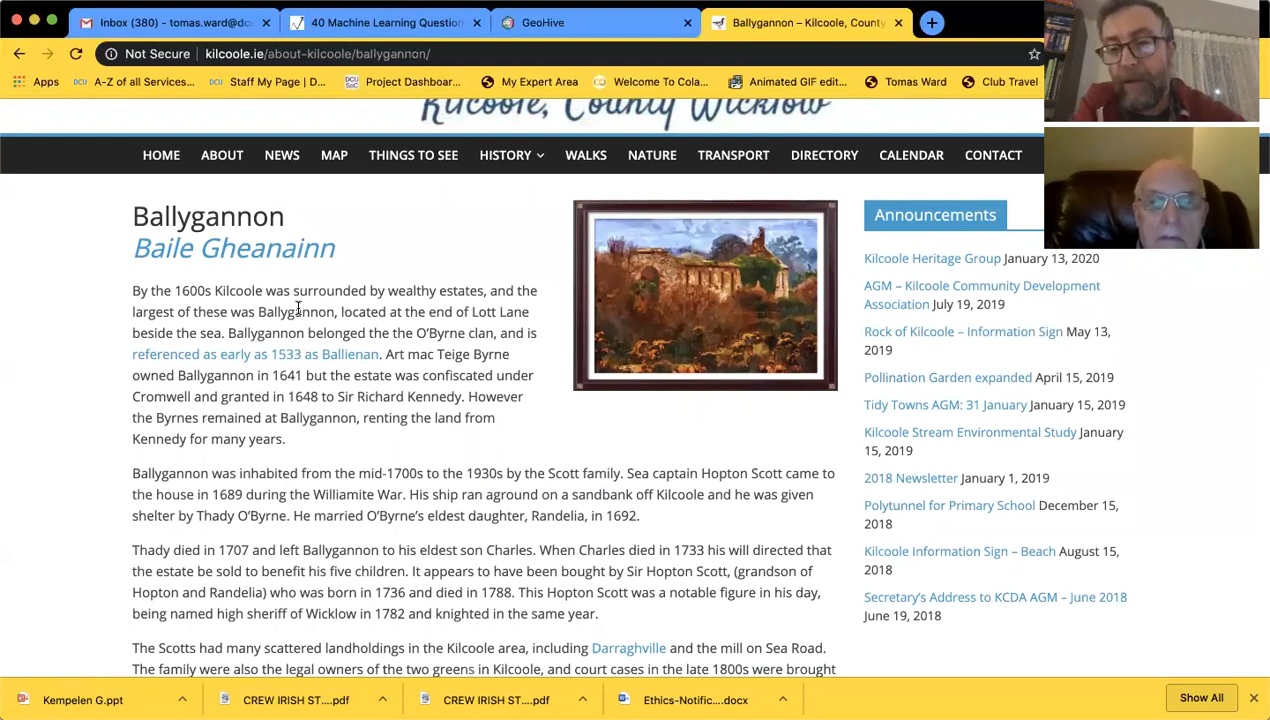 Inbox (380) - tomas.ward@dc
40 Machine Learning Question
GeoHive
Ballygannon – Kilcoole, County
Not Secure
kilcoole.ie/about-kilcoole/ballygannon/
Apps
A-Z of all Services...
Staff My Page | D...
Project Dashboar...
My Expert Area
Welcome To Cola...
Animated GIF edit...
Tomas Ward
Club Travel
Kilcoole, County Wicklow
HOME
ABOUT
NEWS
MAP
THINGS TO SEE
HISTORY
WALKS
NATURE
TRANSPORT
DIRECTORY
CALENDAR
CONTACT
Ballygannon
Baile Gheanainn
By the 1600s Kilcoole was surrounded by wealthy estates, and the
largest of these was Ballygannon, located at the end of Lott Lane
beside the sea. Ballygannon belonged the the O’Byrne clan, and is
referenced as early as 1533 as Ballienan. Art mac Teige Byrne
owned Ballygannon in 1641 but the estate was confiscated under
Cromwell and granted in 1648 to Sir Richard Kennedy. However
the Byrnes remained at Ballygannon, renting the land from
Kennedy for many years.
Ballygannon was inhabited from the mid-1700s to the 1930s by the Scott family. Sea captain Hopton Scott came to
the house in 1689 during the Williamite War. His ship ran aground on a sandbank off Kilcoole and he was given
shelter by Thady O’Byrne. He married O’Byrne’s eldest daughter, Randelia, in 1692.
Thady died in 1707 and left Ballygannon to his eldest son Charles. When Charles died in 1733 his will directed that
the estate be sold to benefit his five children. It appears to have been bought by Sir Hopton Scott, (grandson of
Hopton and Randelia) who was born in 1736 and died in 1788. This Hopton Scott was a notable figure in his day,
being named high sheriff of Wicklow in 1782 and knighted in the same year.
The Scotts had many scattered landholdings in the Kilcoole area, including Darraghville and the mill on Sea Road.
The family were also the legal owners of the two greens in Kilcoole, and court cases in the late 1800s were brought
Announcements
Kilcoole Heritage Group January 13, 2020
AGM – Kilcoole Community Development
Association July 19, 2019
Rock of Kilcoole – Information Sign May 13,
2019
Pollination Garden expanded April 15, 2019
Tidy Towns AGM: 31 January January 15, 2019
Kilcoole Stream Environmental Study January
15, 2019
2018 Newsletter January 1, 2019
Polytunnel for Primary School December 15,
2018
Kilcoole Information Sign – Beach August 15,
2018
Secretary’s Address to KCDA AGM – June 2018
June 19, 2018
Kempelen G.ppt
CREW IRISH ST....pdf
CREW IRISH ST....pdf
Ethics-Notific....docx
Show All